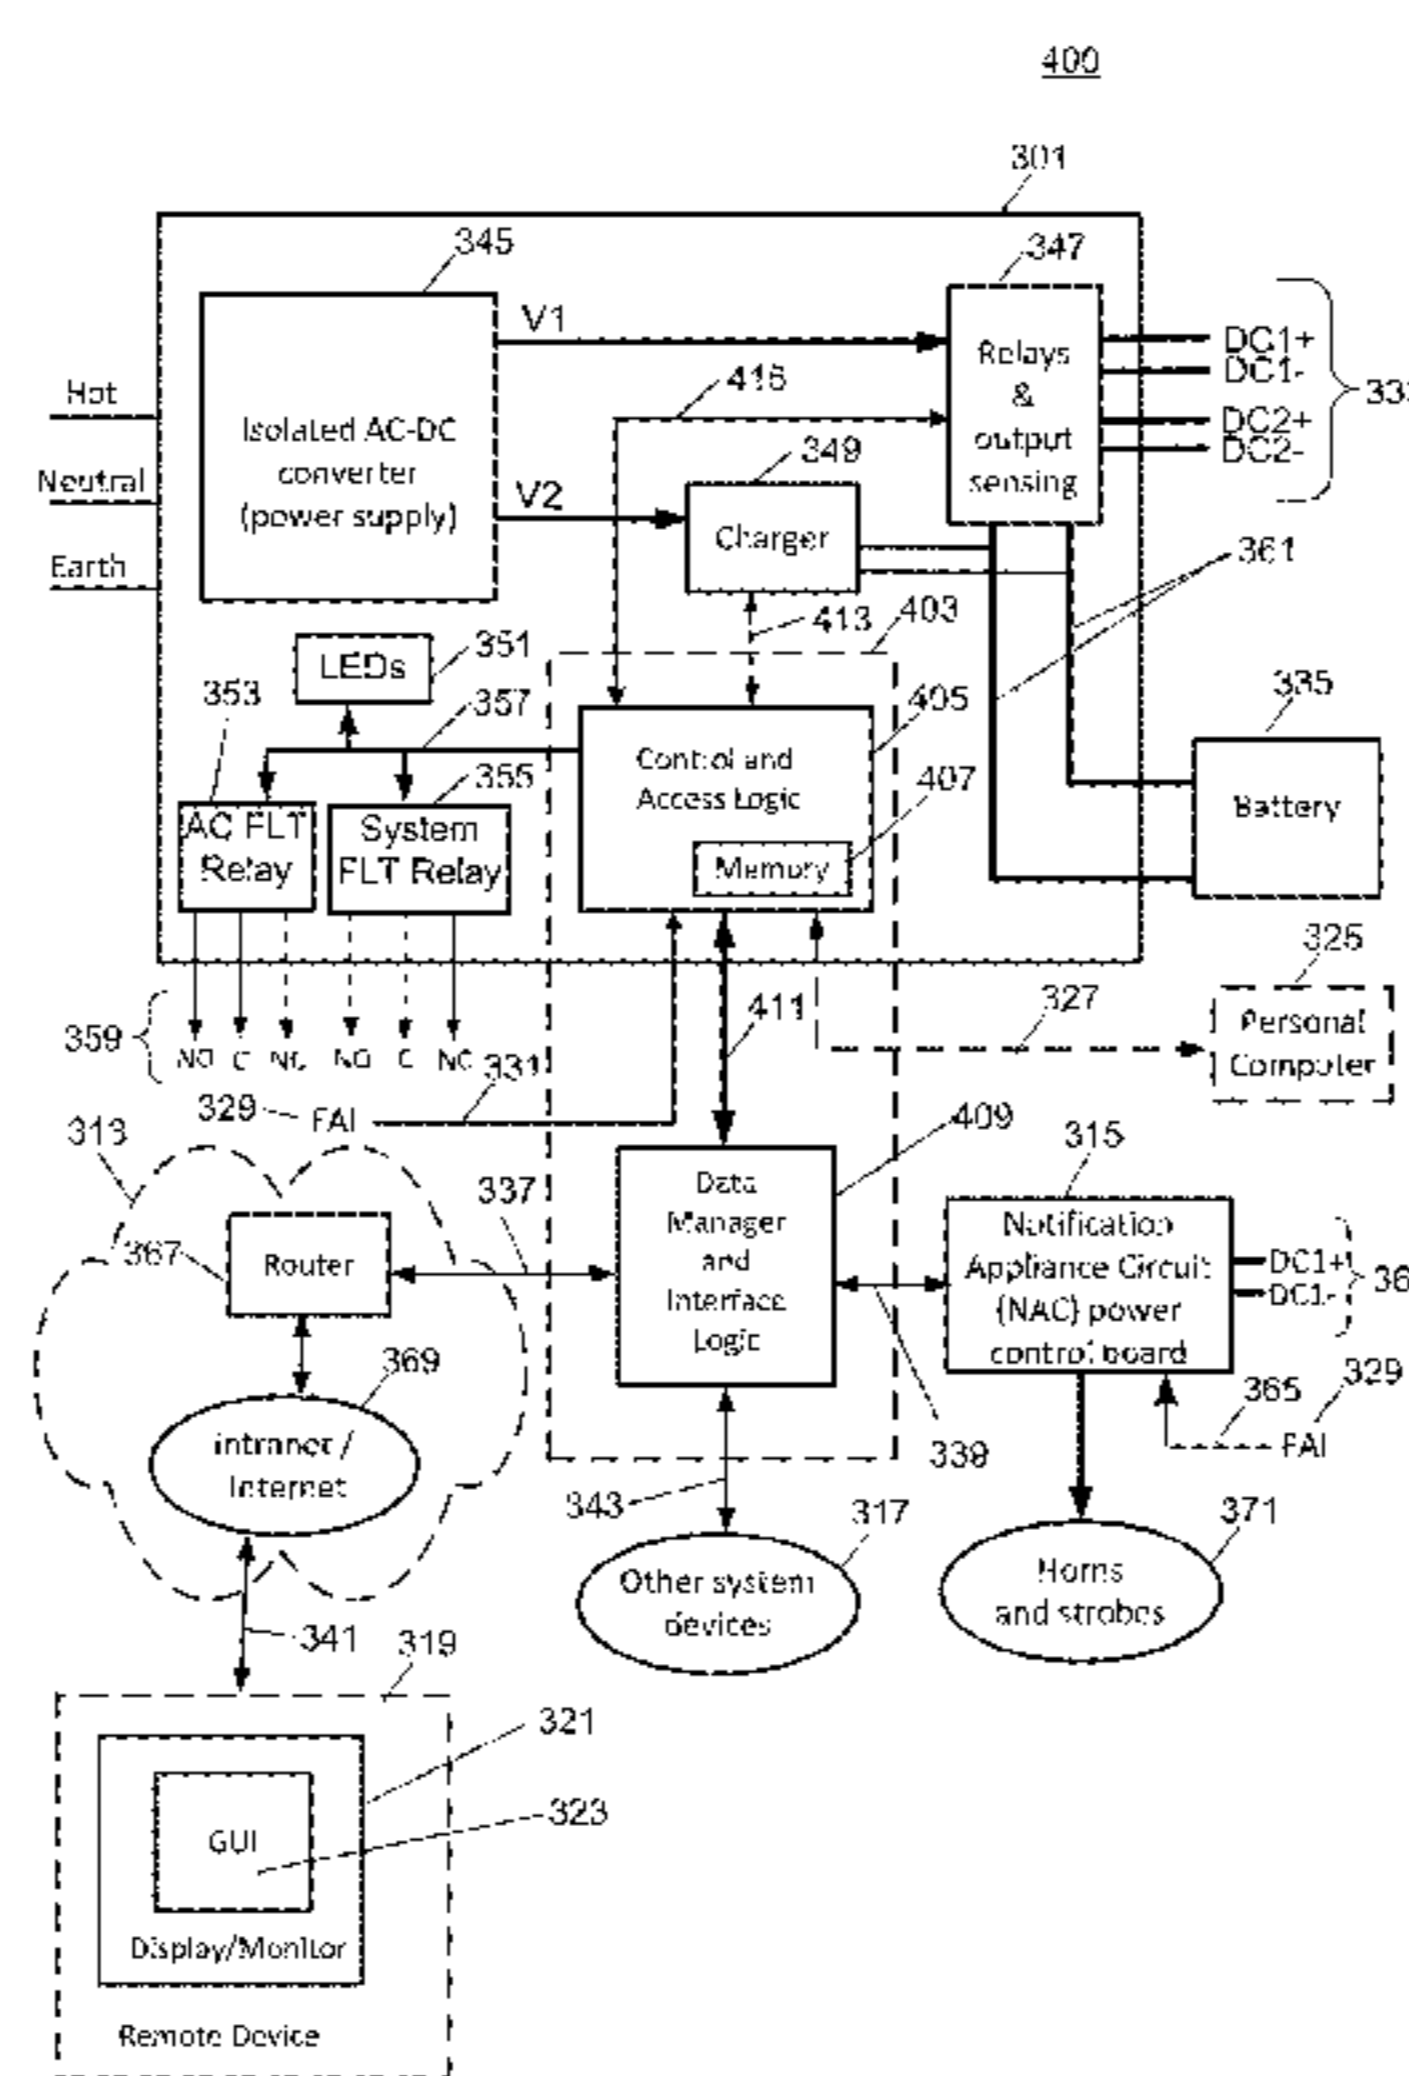 400
301
345
347
V1
DC1+
DC1-
Relays
&
output
sensing
416
Hot
DC2+
DC2-
Isolated AC-DC
converter
(power supply)
349
Neutral
V2
Charger
361
Earth
413
403
351
LEDs
353
357
405
335
Control and
Access Logic
355
407
Battery
AC FLT
Relay
System
FLT Relay
Memory
325
327
411
Personal
Computer
359
NO
C
NC
NO
C
NC
331
329
FAI
409
315
313
337
Data
Manager
and
Interface
Logic
Notification
Appliance Circuit
(NAC) power
control board
367
Router
DC1+
DC1-
369
365
329
FAI
intranet /
Internet
339
343
317
371
Other system
devices
Horns
and strobes
341
319
321
323
GUI
Display/Monitor
Remote Device